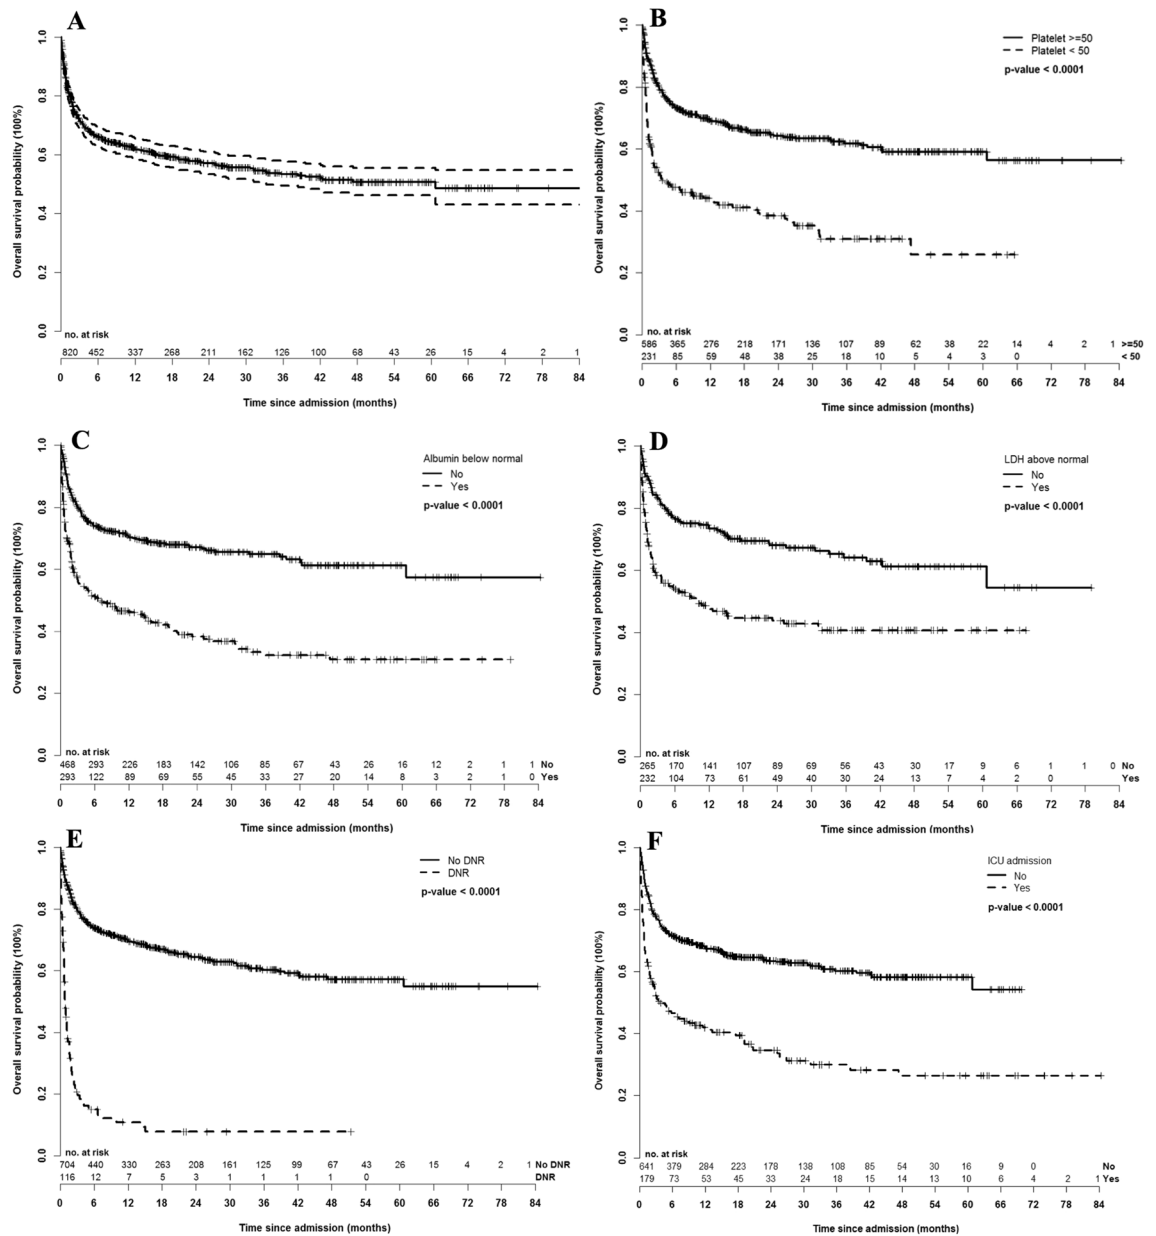 A
Overall survival probability (100%)
1.0
0.8
0.6
0.4
0.2
0.0
no. at risk
820 452 337 268 211 162 126 100 68 43 26 15 4 2 1
0 6 12 18 24 30 36 42 48 54 60 66 72 78 84
Time since admission (months)
B
Platelet >=50
Platelet < 50
p-value < 0.0001
Overall survival probability (100%)
1.0
0.8
0.6
0.4
0.2
0.0
no. at risk
586 365 276 218 171 136 107 89 62 38 22 14 4 2 1 >=50
231 85 59 48 38 25 18 10 5 4 3 0 < 50
0 6 12 18 24 30 36 42 48 54 60 66 72 78 84
Time since admission (months)
C
Albumin below normal
No
Yes
p-value < 0.0001
Overall survival probability (100%)
1.0
0.8
0.6
0.4
0.2
0.0
no. at risk
468 293 226 183 142 106 85 67 43 26 16 12 2 1 1 No
293 122 89 69 55 45 33 27 20 14 8 3 2 1 0 Yes
0 6 12 18 24 30 36 42 48 54 60 66 72 78 84
Time since admission (months)
D
LDH above normal
No
Yes
p-value < 0.0001
Overall survival probability (100%)
1.0
0.8
0.6
0.4
0.2
0.0
no. at risk
265 170 141 107 89 69 56 43 30 17 9 6 1 1 0 No
232 104 73 61 49 40 30 24 13 7 4 2 0 Yes
0 6 12 18 24 30 36 42 48 54 60 66 72 78 84
Time since admission (months)
E
No DNR
DNR
p-value < 0.0001
Overall survival probability (100%)
1.0
0.8
0.6
0.4
0.2
0.0
no. at risk
704 440 330 263 208 161 125 99 67 43 26 15 4 2 1 No DNR
116 12 7 5 3 1 1 1 1 0 DNR
0 6 12 18 24 30 36 42 48 54 60 66 72 78 84
Time since admission (months)
F
ICU admission
No
Yes
p-value < 0.0001
Overall survival probability (100%)
1.0
0.8
0.6
0.4
0.2
0.0
no. at risk
641 379 284 223 178 138 108 85 54 30 16 9 0 No
179 73 53 45 33 24 18 15 14 13 10 6 4 2 1 Yes
0 6 12 18 24 30 36 42 48 54 60 66 72 78 84
Time since admission (months)